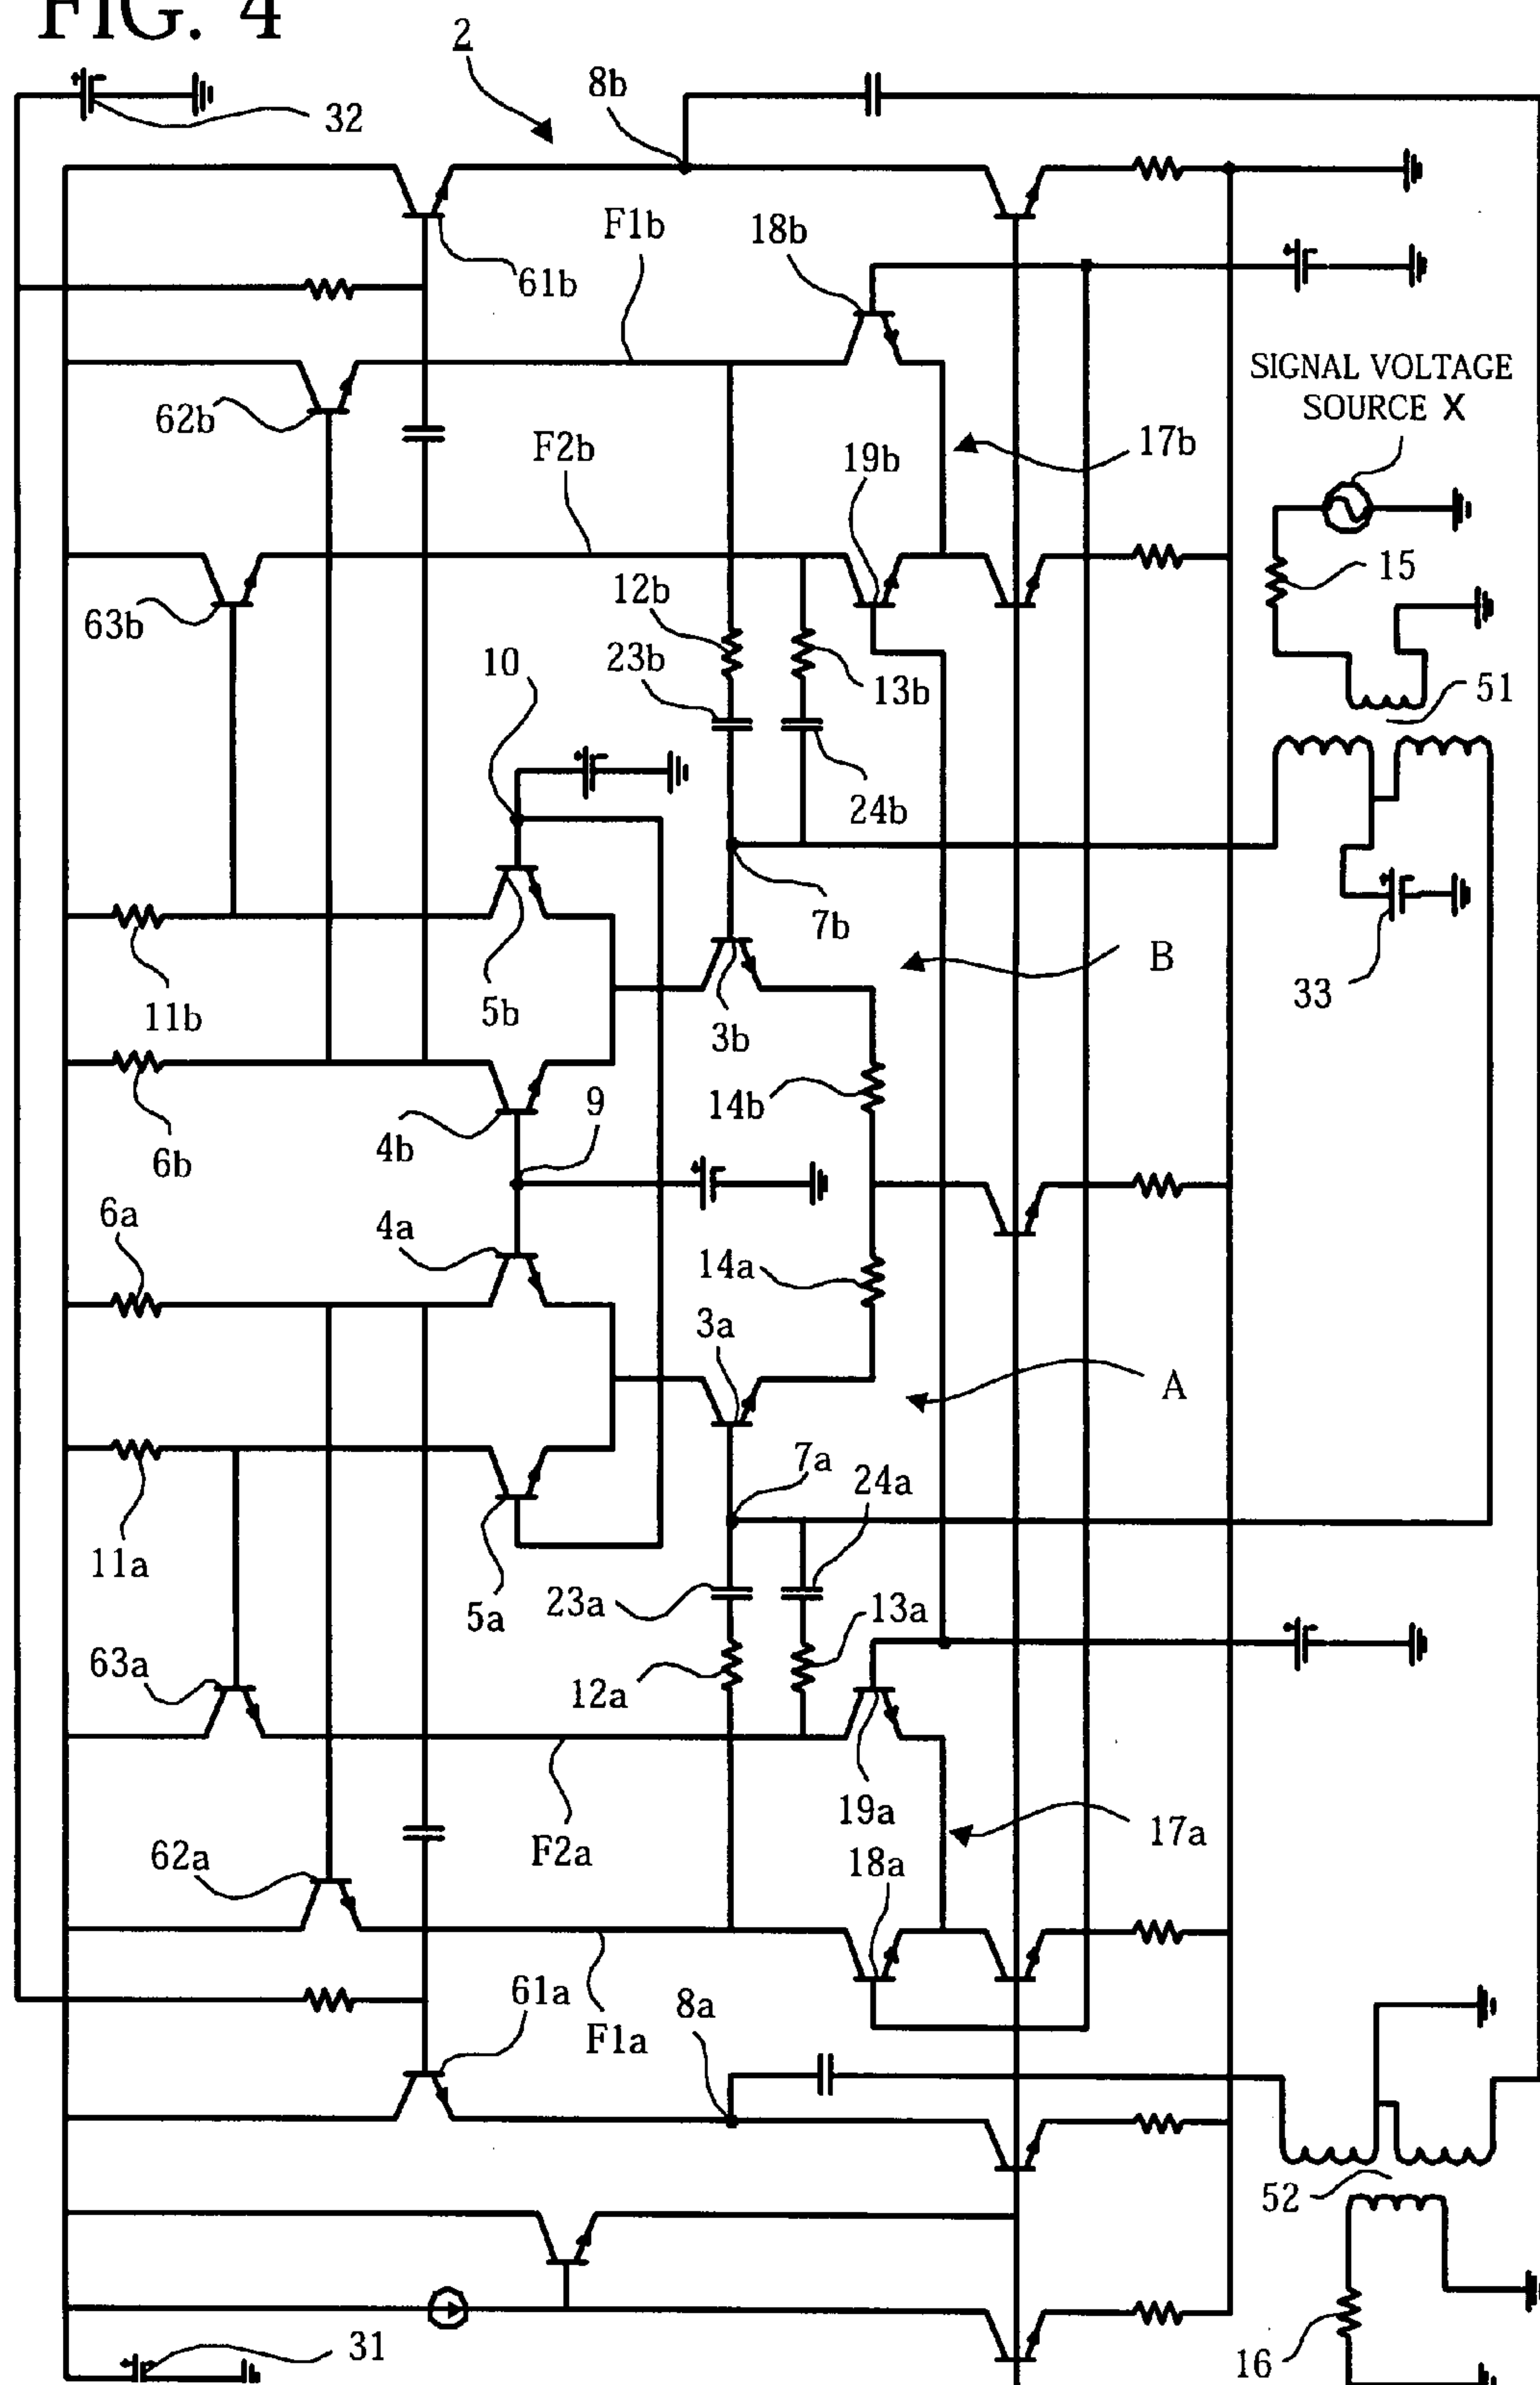 FIG. 4
2
8b
32
F1b
18b
61b
SIGNAL VOLTAGE
SOURCE X
62b
F2b
19b
17b
12b
15
63b
10
23b
13b
51
24b
7b
B
5b
33
11b
3b
14b
9
4b
6b
6a
4a
14a
3a
A
7a
24a
11a
5a
23a
13a
63a
12a
19a
17a
F2a
62a
18a
61a
8a
F1a
52
31
16